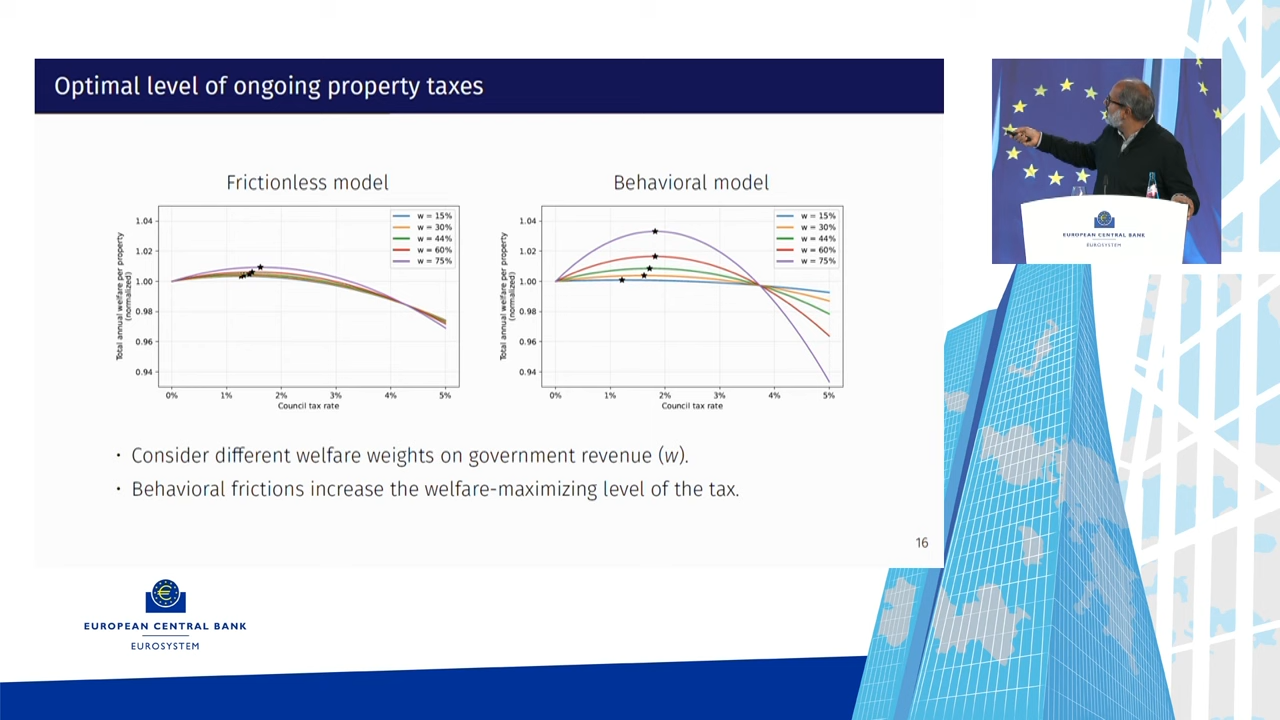 Optimal level of ongoing property taxes
Frictionless model
1.04
1.02
1.00
0.98
0.96
0.94
Total annual welfare per property
(normalized)
0%
1%
2%
3%
4%
5%
Council tax rate
w = 15%
w = 30%
w = 44%
w = 60%
w = 75%
Behavioral model
1.04
1.02
1.00
0.98
0.96
0.94
Total annual welfare per property
(normalized)
0%
1%
2%
3%
4%
5%
Council tax rate
w = 15%
w = 30%
w = 44%
w = 60%
w = 75%
· Consider different welfare weights on government revenue (w).
· Behavioral frictions increase the welfare-maximizing level of the tax.
16
EUROPEAN CENTRAL BANK
EUROSYSTEM
EUROPEAN CENTRAL BANK
EUROSYSTEM